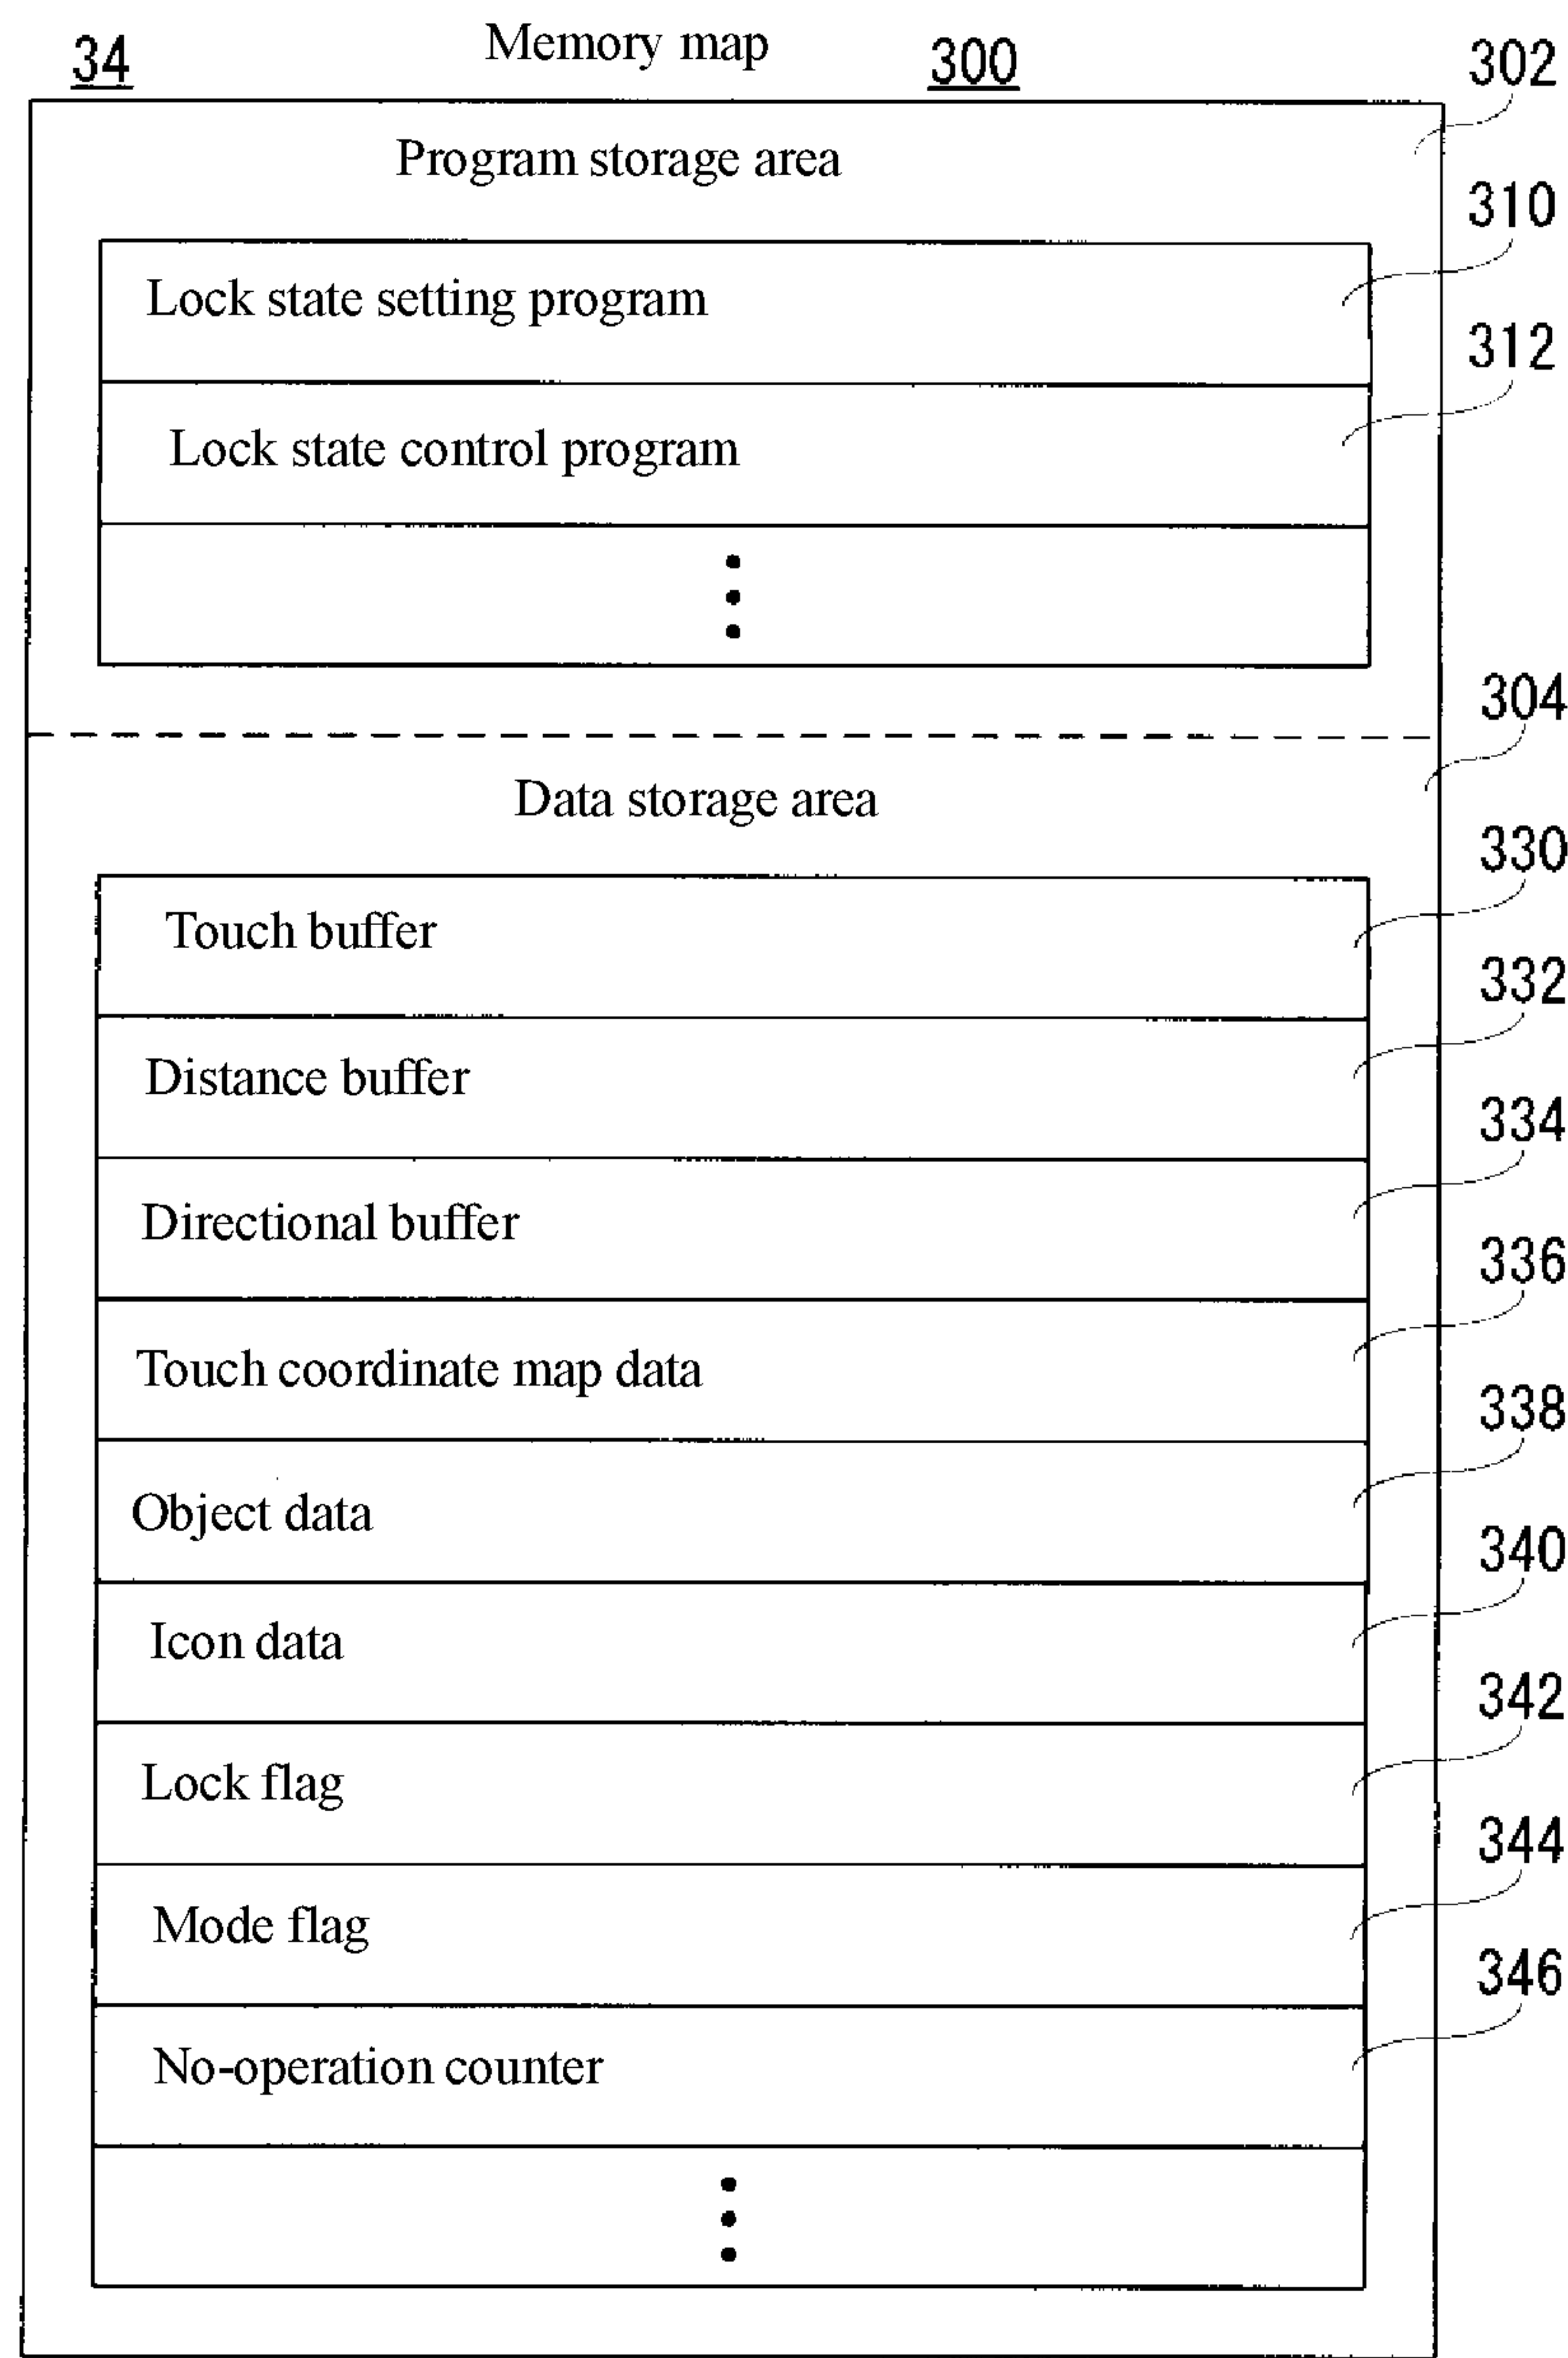 34 Memory map 300
302
Program storage area
310
Lock state setting program
312
Lock state control program
304
Data storage area
330
Touch buffer
332
Distance buffer
334
Directional buffer
336
Touch coordinate map data
338
Object data
340
Icon data
342
Lock flag
344
Mode flag
346
No-operation counter